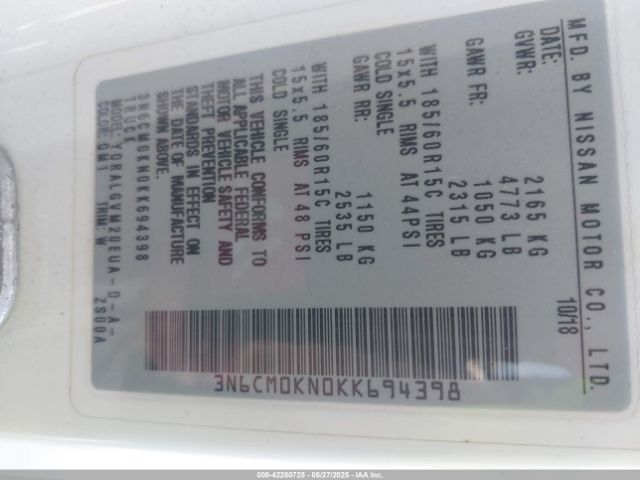 MFD. BY NISSAN MOTOR CO., LTD.
DATE: 10/18
GVWR: 2165 KG
4773 LB
GAWR FR: 1050 KG
2315 LB
WITH 185/60R15C TIRES
15x5.5 RIMS AT 44PSI
COLD SINGLE
GAWR RR: 1150 KG
2535 LB
WITH 185/60R15C TIRES
15x5.5 RIMS AT 48 PSI
COLD SINGLE
THIS VEHICLE CONFORMS TO
ALL APPLICABLE FEDERAL
MOTOR VEHICLE SAFETY AND
THEFT PREVENTION
STANDARDS IN EFFECT ON
THE DATE OF MANUFACTURE
SHOWN ABOVE.
3N6CM0KN0KK694398
TRUCK
COLOR: QM1 TRIM: W
2S00A
3N6CM0KN0KK694398
000-42280725 - 05/27/2025 - IAA Inc.